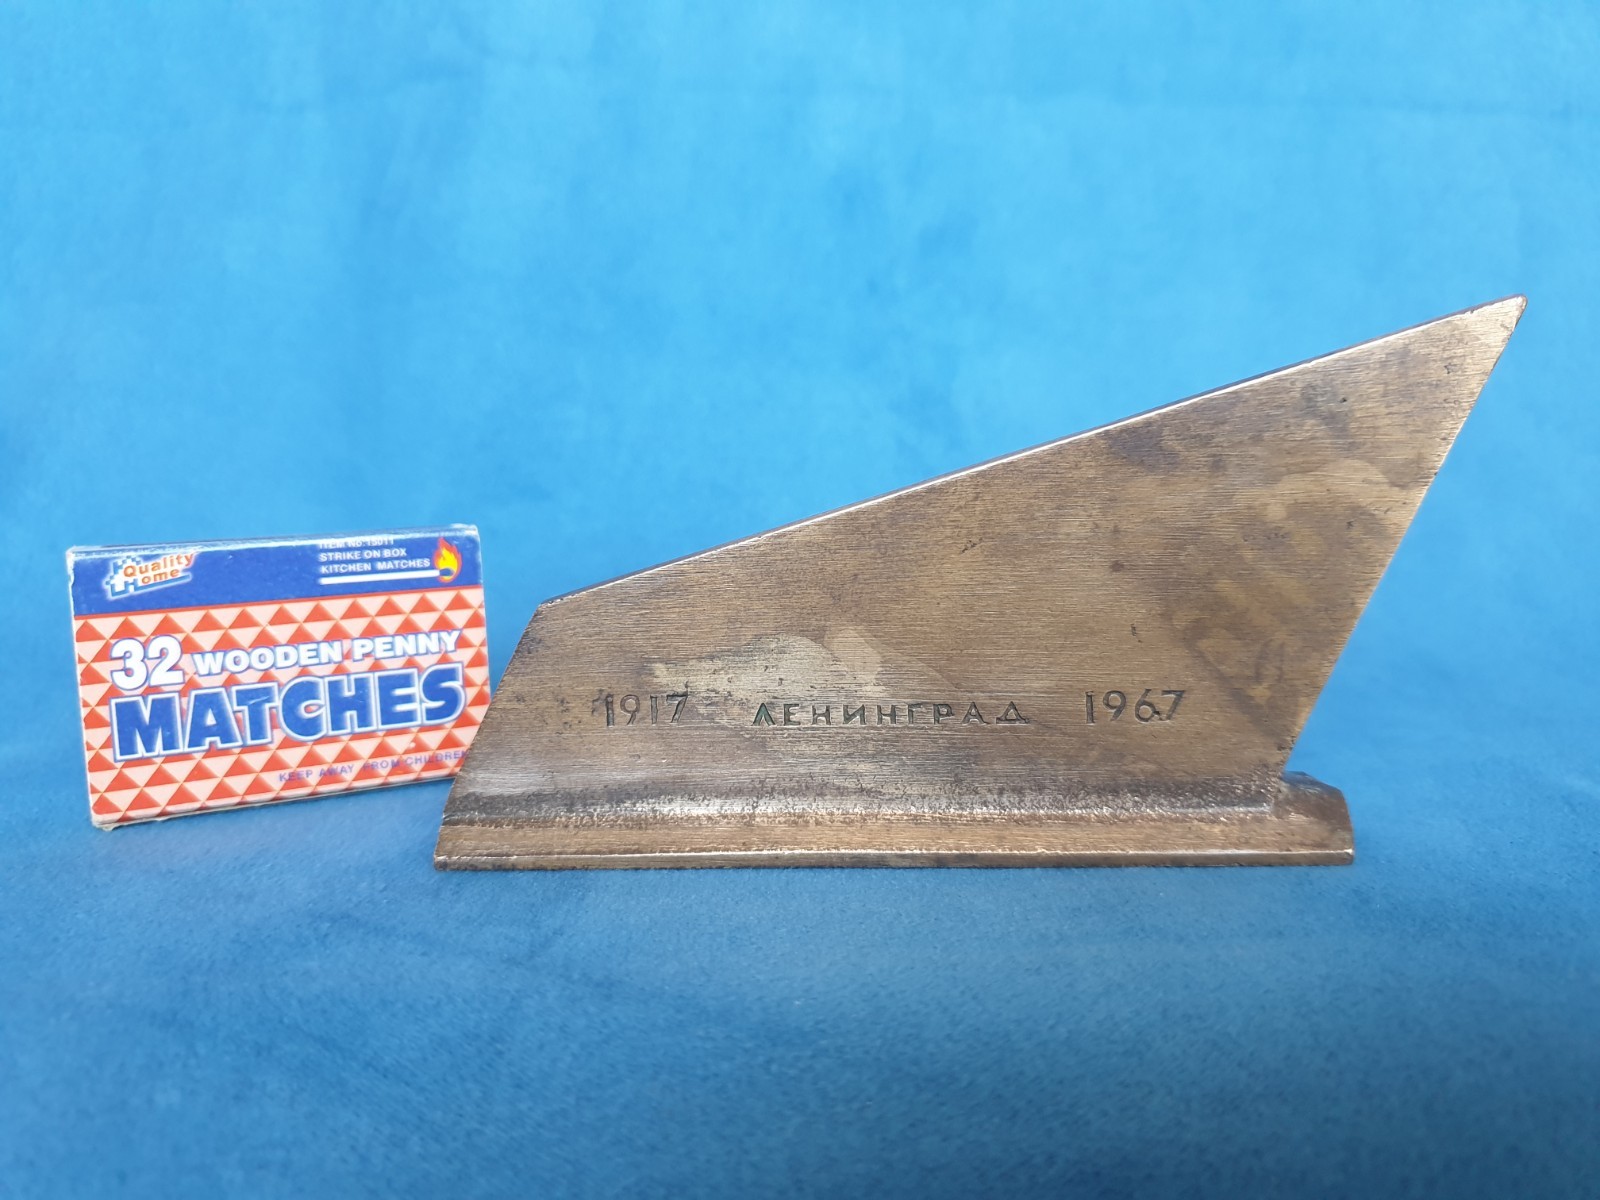 Quality
Home
ITEM No. 15011
STRIKE ON BOX
KITCHEN MATCHES
32 WOODEN PENNY
MATCHES
KEEP AWAY FROM CHILDREN
1917 ЛЕНИНГРАД 1967